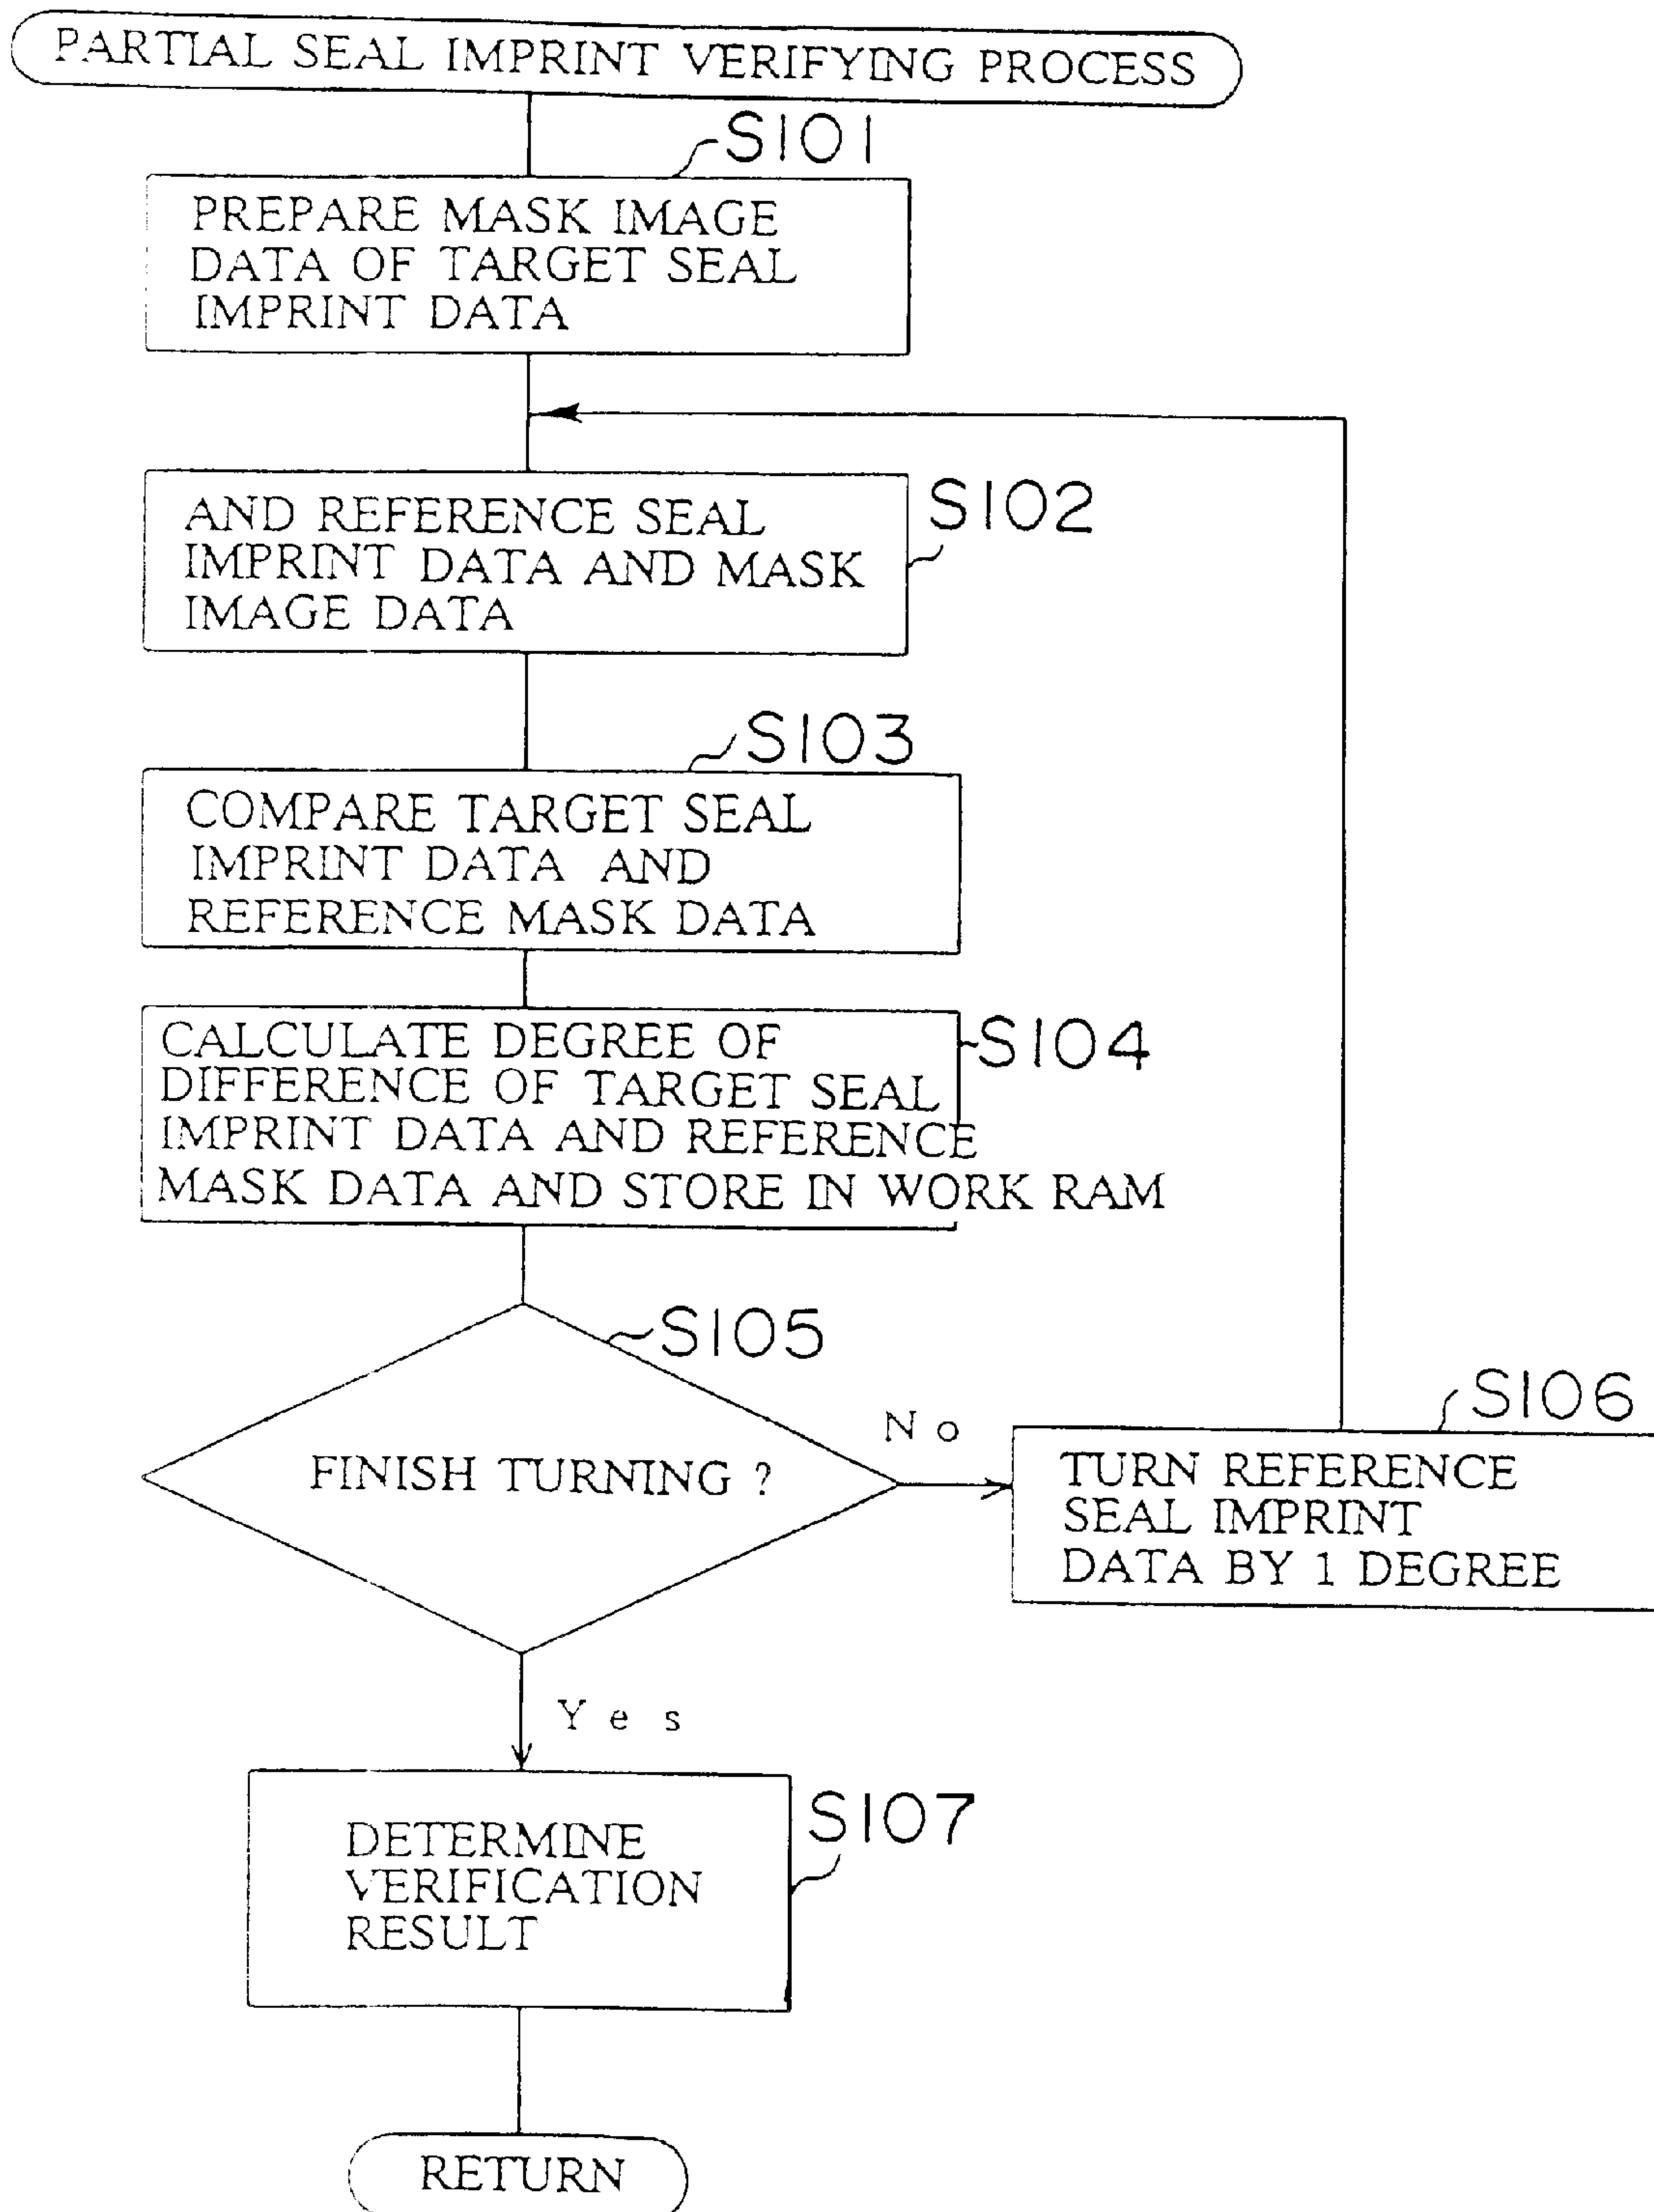 PARTIAL SEAL IMPRINT VERIFYING PROCESS
S101
PREPARE MASK IMAGE
DATA OF TARGET SEAL
IMPRINT DATA
S102
AND REFERENCE SEAL
IMPRINT DATA AND MASK
IMAGE DATA
S103
COMPARE TARGET SEAL
IMPRINT DATA AND
REFERENCE MASK DATA
S104
CALCULATE DEGREE OF
DIFFERENCE OF TARGET SEAL
IMPRINT DATA AND REFERENCE
MASK DATA AND STORE IN WORK RAM
S105
FINISH TURNING ?
No
S106
TURN REFERENCE
SEAL IMPRINT
DATA BY 1 DEGREE
Yes
S107
DETERMINE
VERIFICATION
RESULT
RETURN